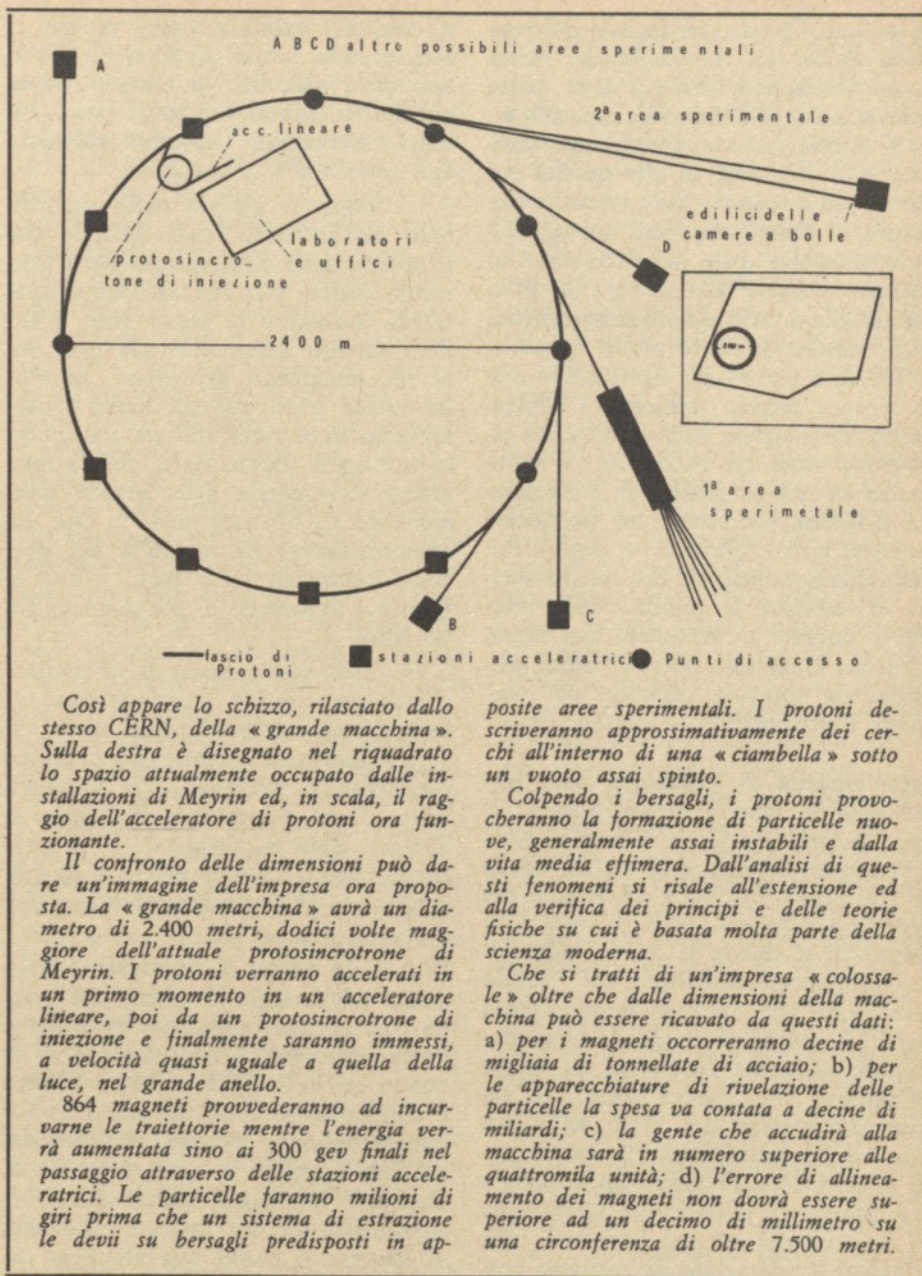 A B C D altre possibili aree sperimentali
A
acc. lineare
2ª area sperimentale
edifici delle
camere a bolle
D
laboratori
e uffici
protosincro_
tone di iniezione
2400 m
1ª area
sperimetale
B
C
fascio di
Protoni
stazioni acceleratrici
Punti di accesso
Così appare lo schizzo, rilasciato dallo
stesso CERN, della « grande macchina ».
Sulla destra è disegnato nel riquadrato
lo spazio attualmente occupato dalle in-
stallazioni di Meyrin ed, in scala, il rag-
gio dell'acceleratore di protoni ora fun-
zionante.
Il confronto delle dimensioni può da-
re un'immagine dell'impresa ora propo-
sta. La « grande macchina » avrà un dia-
metro di 2.400 metri, dodici volte mag-
giore dell'attuale protosincrotrone di
Meyrin. I protoni verranno accelerati in
un primo momento in un acceleratore
lineare, poi da un protosincrotrone di
iniezione e finalmente saranno immessi,
a velocità quasi uguale a quella della
luce, nel grande anello.
864 magneti provvederanno ad incur-
varne le traiettorie mentre l'energia ver-
rà aumentata sino ai 300 gev finali nel
passaggio attraverso delle stazioni accele-
ratrici. Le particelle faranno milioni di
giri prima che un sistema di estrazione
le devii su bersagli predisposti in ap-
posite aree sperimentali. I protoni de-
scriveranno approssimativamente dei cer-
chi all'interno di una « ciambella » sotto
un vuoto assai spinto.
Colpendo i bersagli, i protoni provo-
cheranno la formazione di particelle nuo-
ve, generalmente assai instabili e dalla
vita media effimera. Dall'analisi di que-
sti fenomeni si risale all'estensione ed
alla verifica dei principi e delle teorie
fisiche su cui è basata molta parte della
scienza moderna.
Che si tratti di un'impresa « colossa-
le » oltre che dalle dimensioni della mac-
china può essere ricavato da questi dati:
a) per i magneti occorreranno decine di
migliaia di tonnellate di acciaio; b) per
le apparecchiature di rivelazione delle
particelle la spesa va contata a decine di
miliardi; c) la gente che accudirà alla
macchina sarà in numero superiore alle
quattromila unità; d) l'errore di allinea-
mento dei magneti non dovrà essere su-
periore ad un decimo di millimetro su
una circonferenza di oltre 7.500 metri.